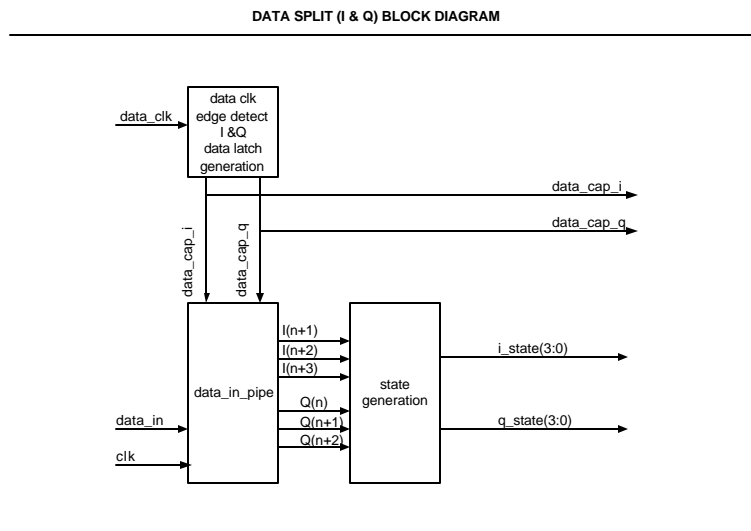 DATA SPLIT (I & Q) BLOCK DIAGRAM
data clk
edge detect
I &Q
data latch
generation
data_clk
data_cap_i
data_cap_q
data_cap_i
data_cap_q
I(n+1)
I(n+2)
I(n+3)
Q(n)
Q(n+1)
Q(n+2)
data_in_pipe
state
generation
i_state(3:0)
q_state(3:0)
data_in
clk